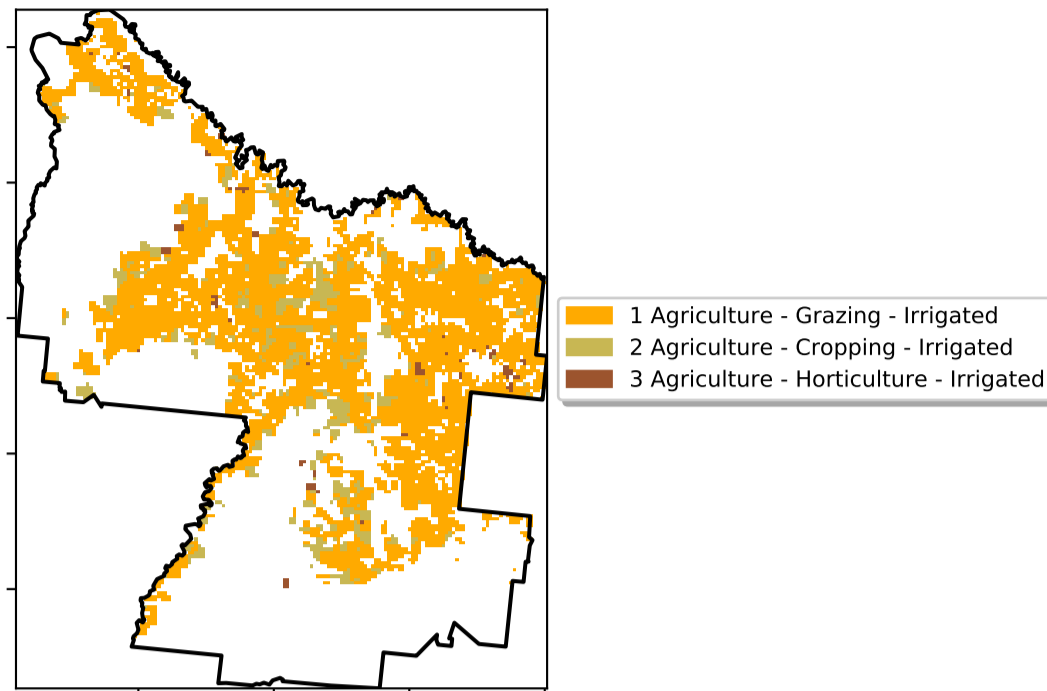 1 Agriculture - Grazing - Irrigated
2 Agriculture - Cropping - Irrigated
3 Agriculture - Horticulture - Irrigated